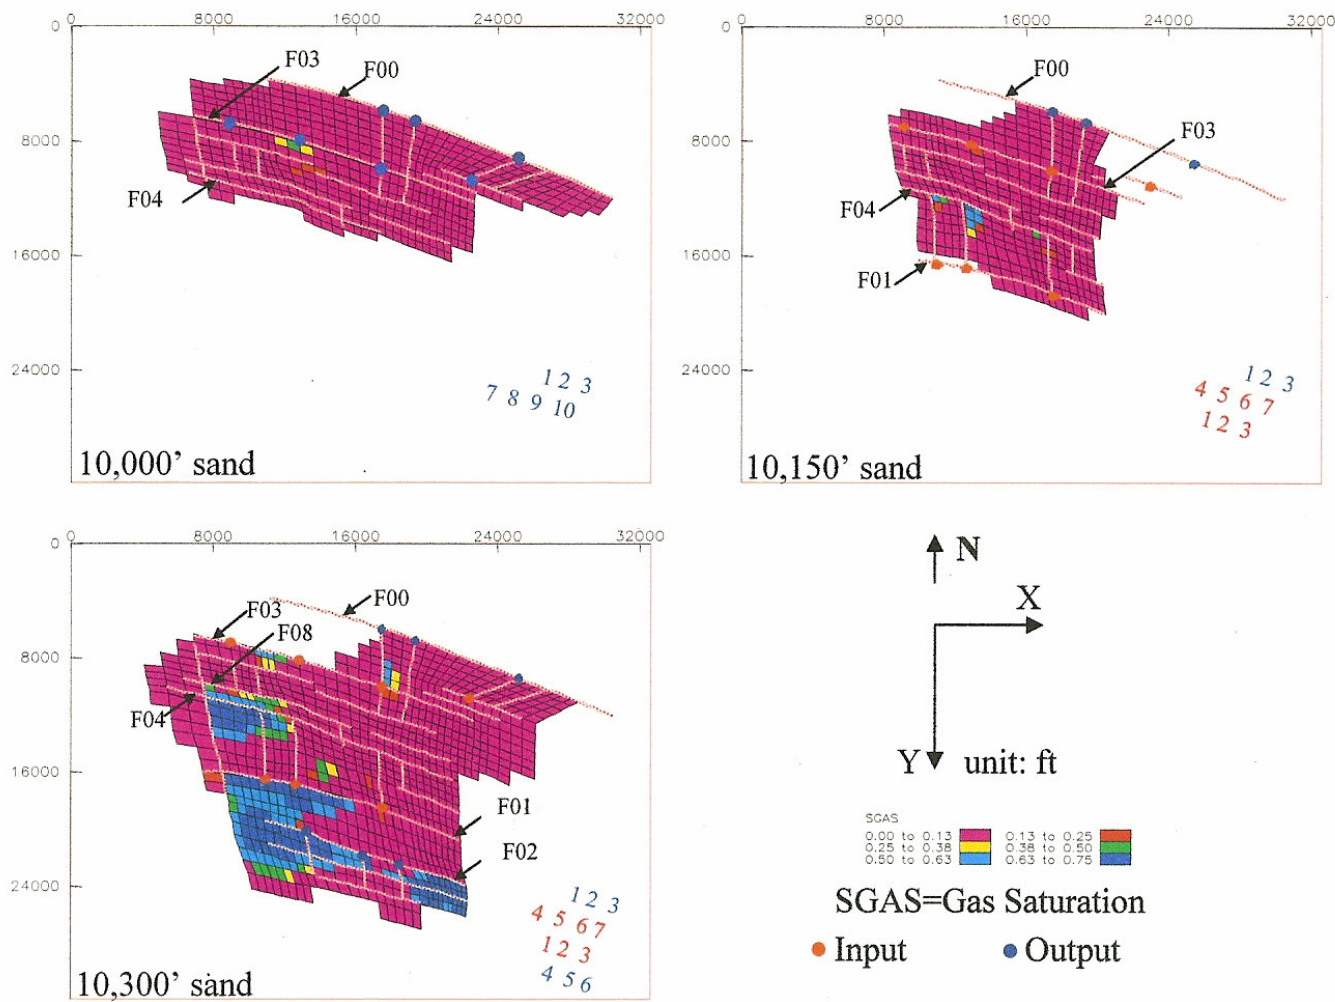 0 8000 16000 24000 32000
0
F03
F00
8000
F04
16000
24000
1 2 3
7 8 9 10
10,000’ sand
0 8000 16000 24000 32000
0
F00
F03
8000
F04
16000
F01
24000
1 2 3
4 5 6 7
1 2 3
10,150’ sand
0 8000 16000 24000 32000
0
F00
F03
F08
8000
F04
16000
F01
F02
24000
1 2 3
4 5 6 7
1 2 3
4 5 6
10,300’ sand
N
X
Y unit: ft
SGAS
0.00 to 0.13 0.13 to 0.25
0.25 to 0.38 0.38 to 0.50
0.50 to 0.63 0.63 to 0.75
SGAS=Gas Saturation
Input Output